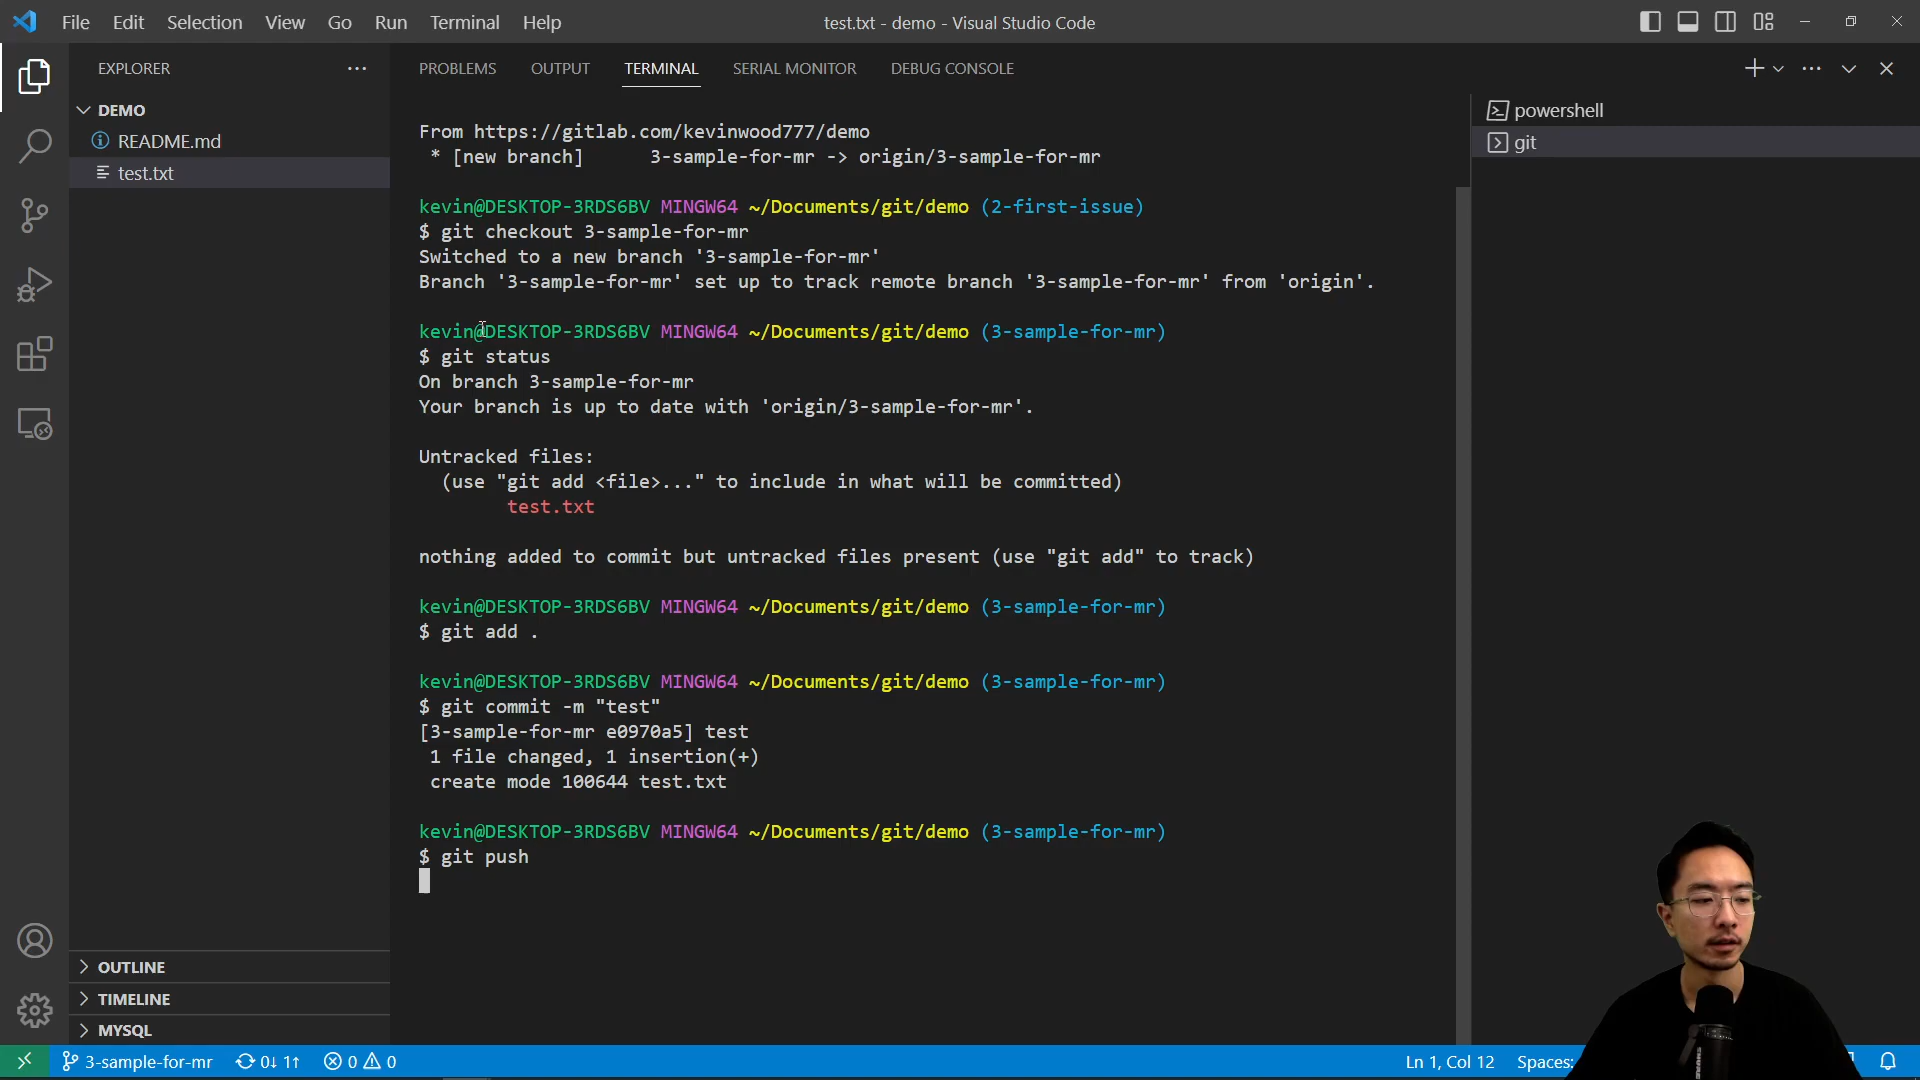 File Edit Selection View Go Run Terminal Help
test.txt - demo - Visual Studio Code
EXPLORER
DEMO
README.md
test.txt
OUTLINE
TIMELINE
MYSQL
PROBLEMS OUTPUT TERMINAL SERIAL MONITOR DEBUG CONSOLE
From https://gitlab.com/kevinwood777/demo
* [new branch] 3-sample-for-mr -> origin/3-sample-for-mr
kevin@DESKTOP-3RDS6BV MINGW64 ~/Documents/git/demo (2-first-issue)
$ git checkout 3-sample-for-mr
Switched to a new branch '3-sample-for-mr'
Branch '3-sample-for-mr' set up to track remote branch '3-sample-for-mr' from 'origin'.
kevin@DESKTOP-3RDS6BV MINGW64 ~/Documents/git/demo (3-sample-for-mr)
$ git status
On branch 3-sample-for-mr
Your branch is up to date with 'origin/3-sample-for-mr'.
Untracked files:
(use "git add <file>..." to include in what will be committed)
test.txt
nothing added to commit but untracked files present (use "git add" to track)
kevin@DESKTOP-3RDS6BV MINGW64 ~/Documents/git/demo (3-sample-for-mr)
$ git add .
kevin@DESKTOP-3RDS6BV MINGW64 ~/Documents/git/demo (3-sample-for-mr)
$ git commit -m "test"
[3-sample-for-mr e0970a5] test
1 file changed, 1 insertion(+)
create mode 100644 test.txt
kevin@DESKTOP-3RDS6BV MINGW64 ~/Documents/git/demo (3-sample-for-mr)
$ git push
powershell
git
3-sample-for-mr 0↓ 1↑ 0 0
Ln 1, Col 12 Spaces: